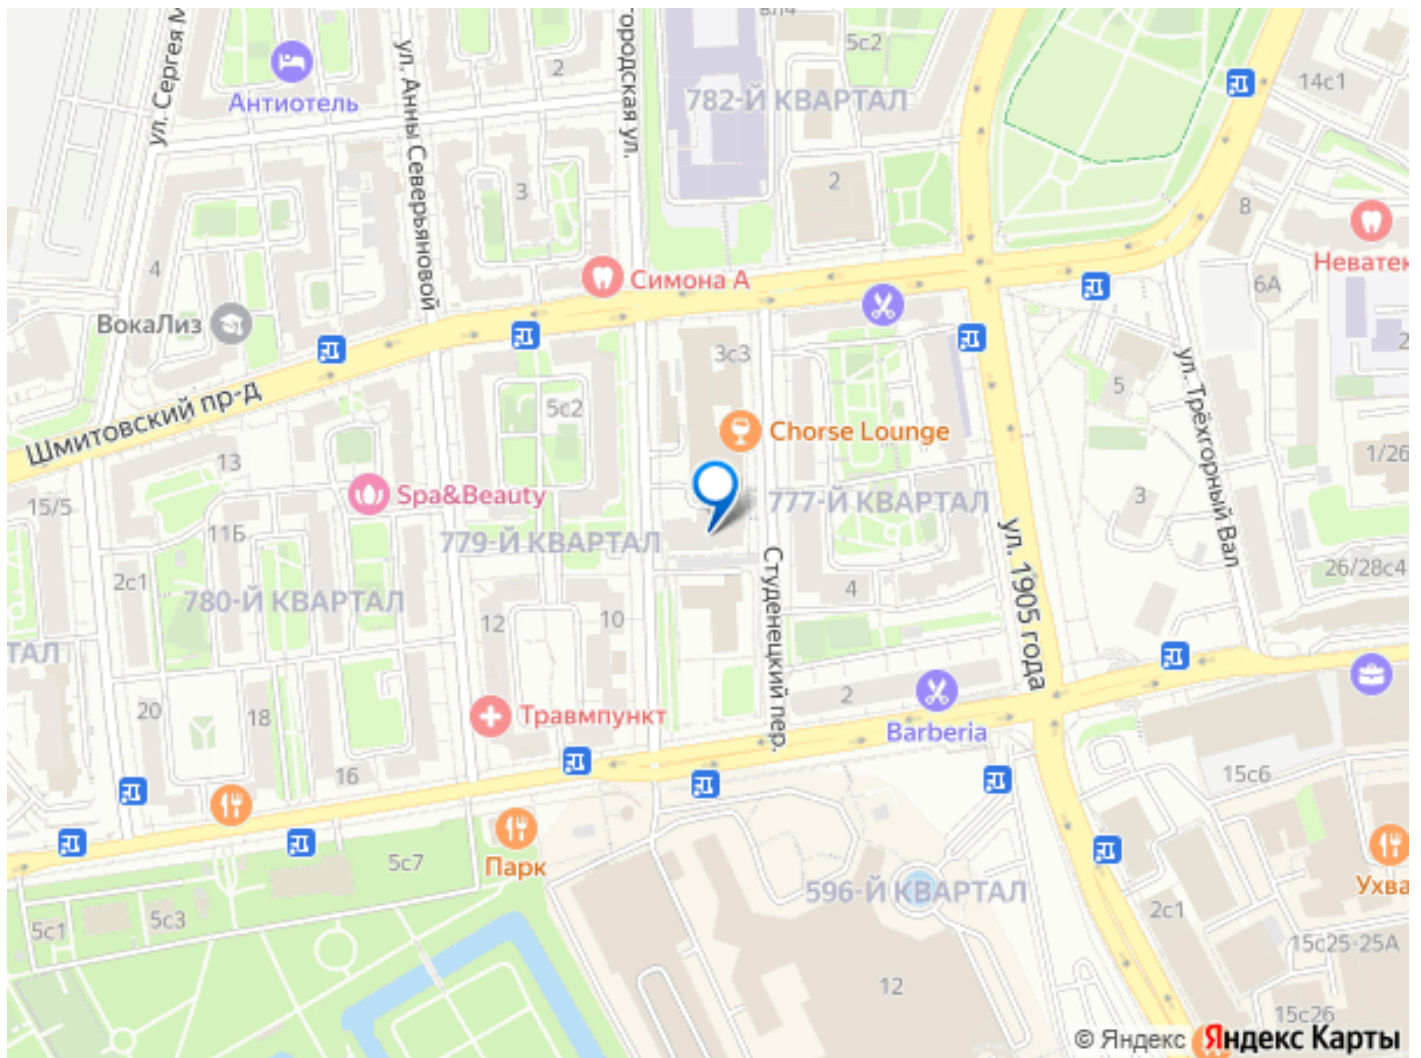 5с2
ул. Сергея М
ул. Анны Северьяновой
2
городская ул.
14с1
Антиотель
782-Й КВАРТАЛ
3
2
8
4
Симона А
6А
Неватек
ВокаЛиз
2
3с3
5
ул. Трёхгорный Вал
Шмитовский пр-д
5с2
Chorse Lounge
13
1/26
15/5
Spa&Beauty
777-Й КВАРТАЛ
3
11Б
779-Й КВАРТАЛ
ул. 1905 года
2с1
780-Й КВАРТАЛ
Студенецкий пер.
4
26/28с4
12
10
ТАЛ
20
18
Травмпункт
2
Barberia
16
15с6
Парк
5с7
596-Й КВАРТАЛ
Ухва
5с1
5с3
2с1
15с25-25А
12
15с26
© Яндекс Яндекс Карты